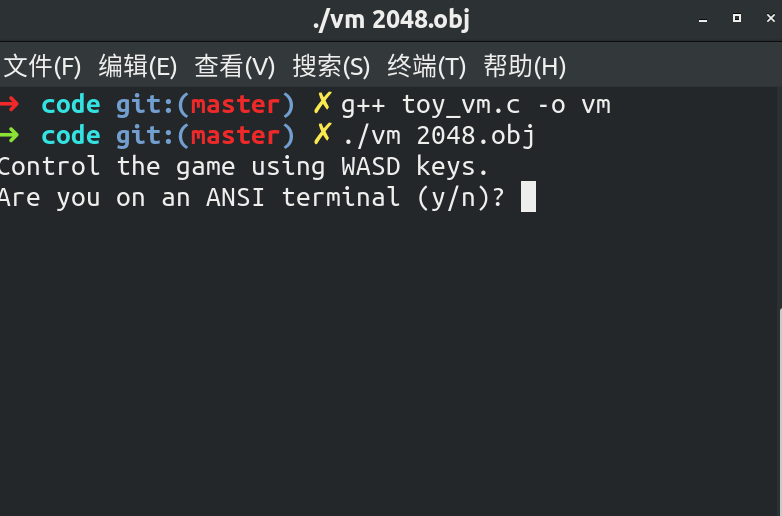 ./vm 2048.obj
文件(F) 编辑(E) 查看(V) 搜索(S) 终端(T) 帮助(H)
➜ code git:(master) ✗ g++ toy_vm.c -o vm
➜ code git:(master) ✗ ./vm 2048.obj
Control the game using WASD keys.
Are you on an ANSI terminal (y/n)?